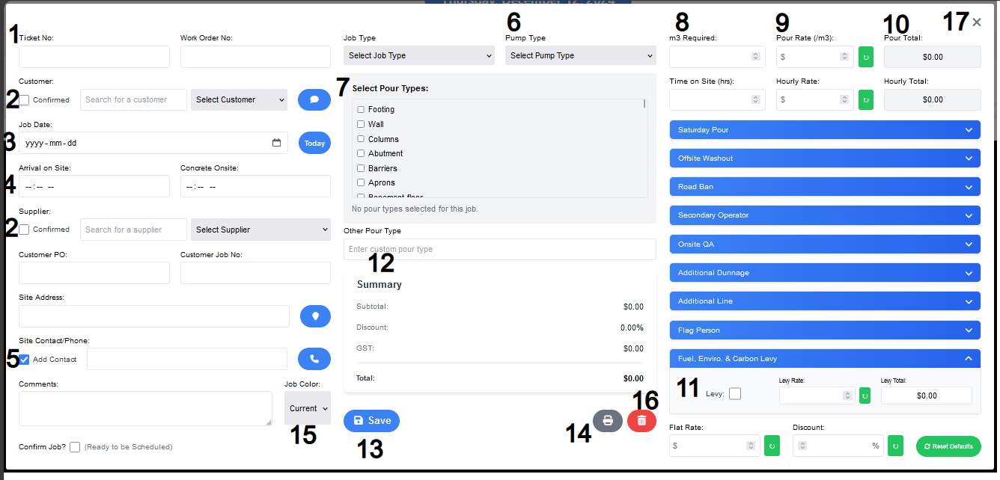 Thursday, December 12, 2024
1
Ticket No:
Work Order No:
Customer:
2
Confirmed
Search for a customer
Select Customer
Job Date:
3
yyyy-mm-dd
Today
Arrival on Site:
Concrete Onsite:
4
--:-- --
--:-- --
Supplier:
2
Confirmed
Search for a supplier
Select Supplier
Customer PO:
Customer Job No:
Site Address:
Site Contact/Phone:
5
Add Contact
Comments:
Job Color:
Current
15
Confirm Job?
(Ready to be Scheduled)
Job Type
Select Job Type
6
Pump Type
Select Pump Type
7
Select Pour Types:
Footing
Wall
Columns
Abutment
Barriers
Aprons
Basement floor
No pour types selected for this job.
Other Pour Type
Enter custom pour type
12
Summary
Subtotal:
$0.00
Discount:
0.00%
GST:
$0.00
Total:
$0.00
Save
13
14
16
8
m3 Required:
9
Pour Rate (/m3):
$
10
Pour Total:
$0.00
17
×
Time on Site (hrs):
Hourly Rate:
$
Hourly Total:
$0.00
Saturday Pour
Offsite Washout
Road Ban
Secondary Operator
Onsite QA
Additional Dunnage
Additional Line
Flag Person
Fuel, Enviro, & Carbon Levy
11
Levy:
Levy Rate:
Levy Total:
$0.00
Flat Rate:
$
Discount:
%
Reset Defaults